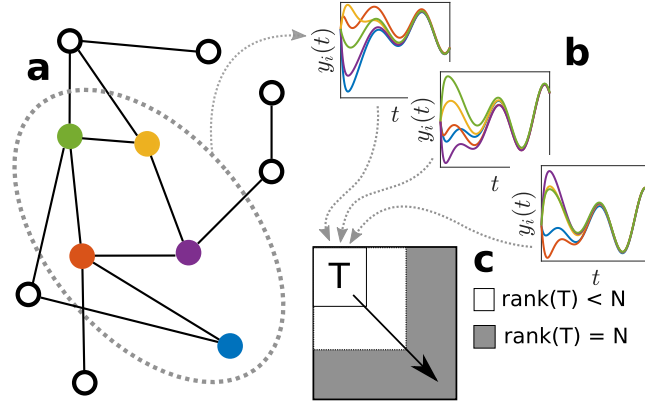 a
b
y_i(t)
t
y_i(t)
t
y_i(t)
t
T
c
rank(T) < N
rank(T) = N